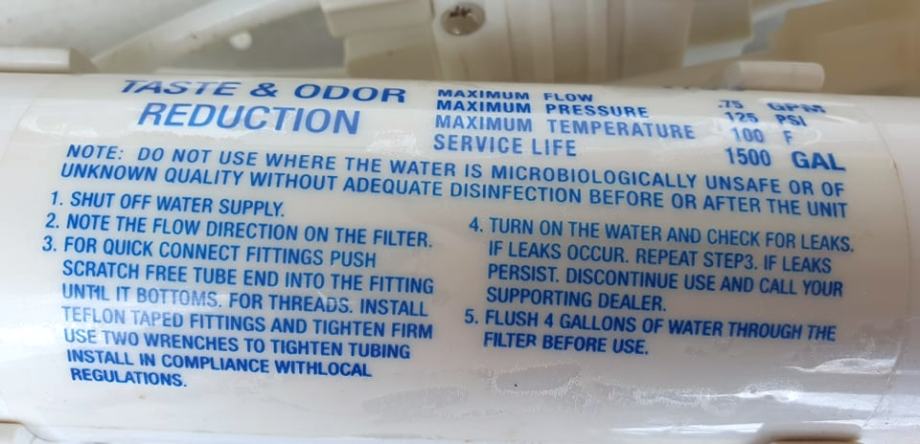 TASTE & ODOR
REDUCTION
MAXIMUM FLOW .75 GPM
MAXIMUM PRESSURE 125 PSI
MAXIMUM TEMPERATURE 100 F
SERVICE LIFE 1500 GAL
NOTE: DO NOT USE WHERE THE WATER IS MICROBIOLOGICALLY UNSAFE OR OF
UNKNOWN QUALITY WITHOUT ADEQUATE DISINFECTION BEFORE OR AFTER THE UNIT
1. SHUT OFF WATER SUPPLY.
2. NOTE THE FLOW DIRECTION ON THE FILTER.
3. FOR QUICK CONNECT FITTINGS PUSH
SCRATCH FREE TUBE END INTO THE FITTING
UNTIL IT BOTTOMS. FOR THREADS. INSTALL
TEFLON TAPED FITTINGS AND TIGHTEN FIRM
USE TWO WRENCHES TO TIGHTEN TUBING
INSTALL IN COMPLIANCE WITHLOCAL
REGULATIONS.
4. TURN ON THE WATER AND CHECK FOR LEAKS.
IF LEAKS OCCUR. REPEAT STEP3. IF LEAKS
PERSIST. DISCONTINUE USE AND CALL YOUR
SUPPORTING DEALER.
5. FLUSH 4 GALLONS OF WATER THROUGH THE
FILTER BEFORE USE.